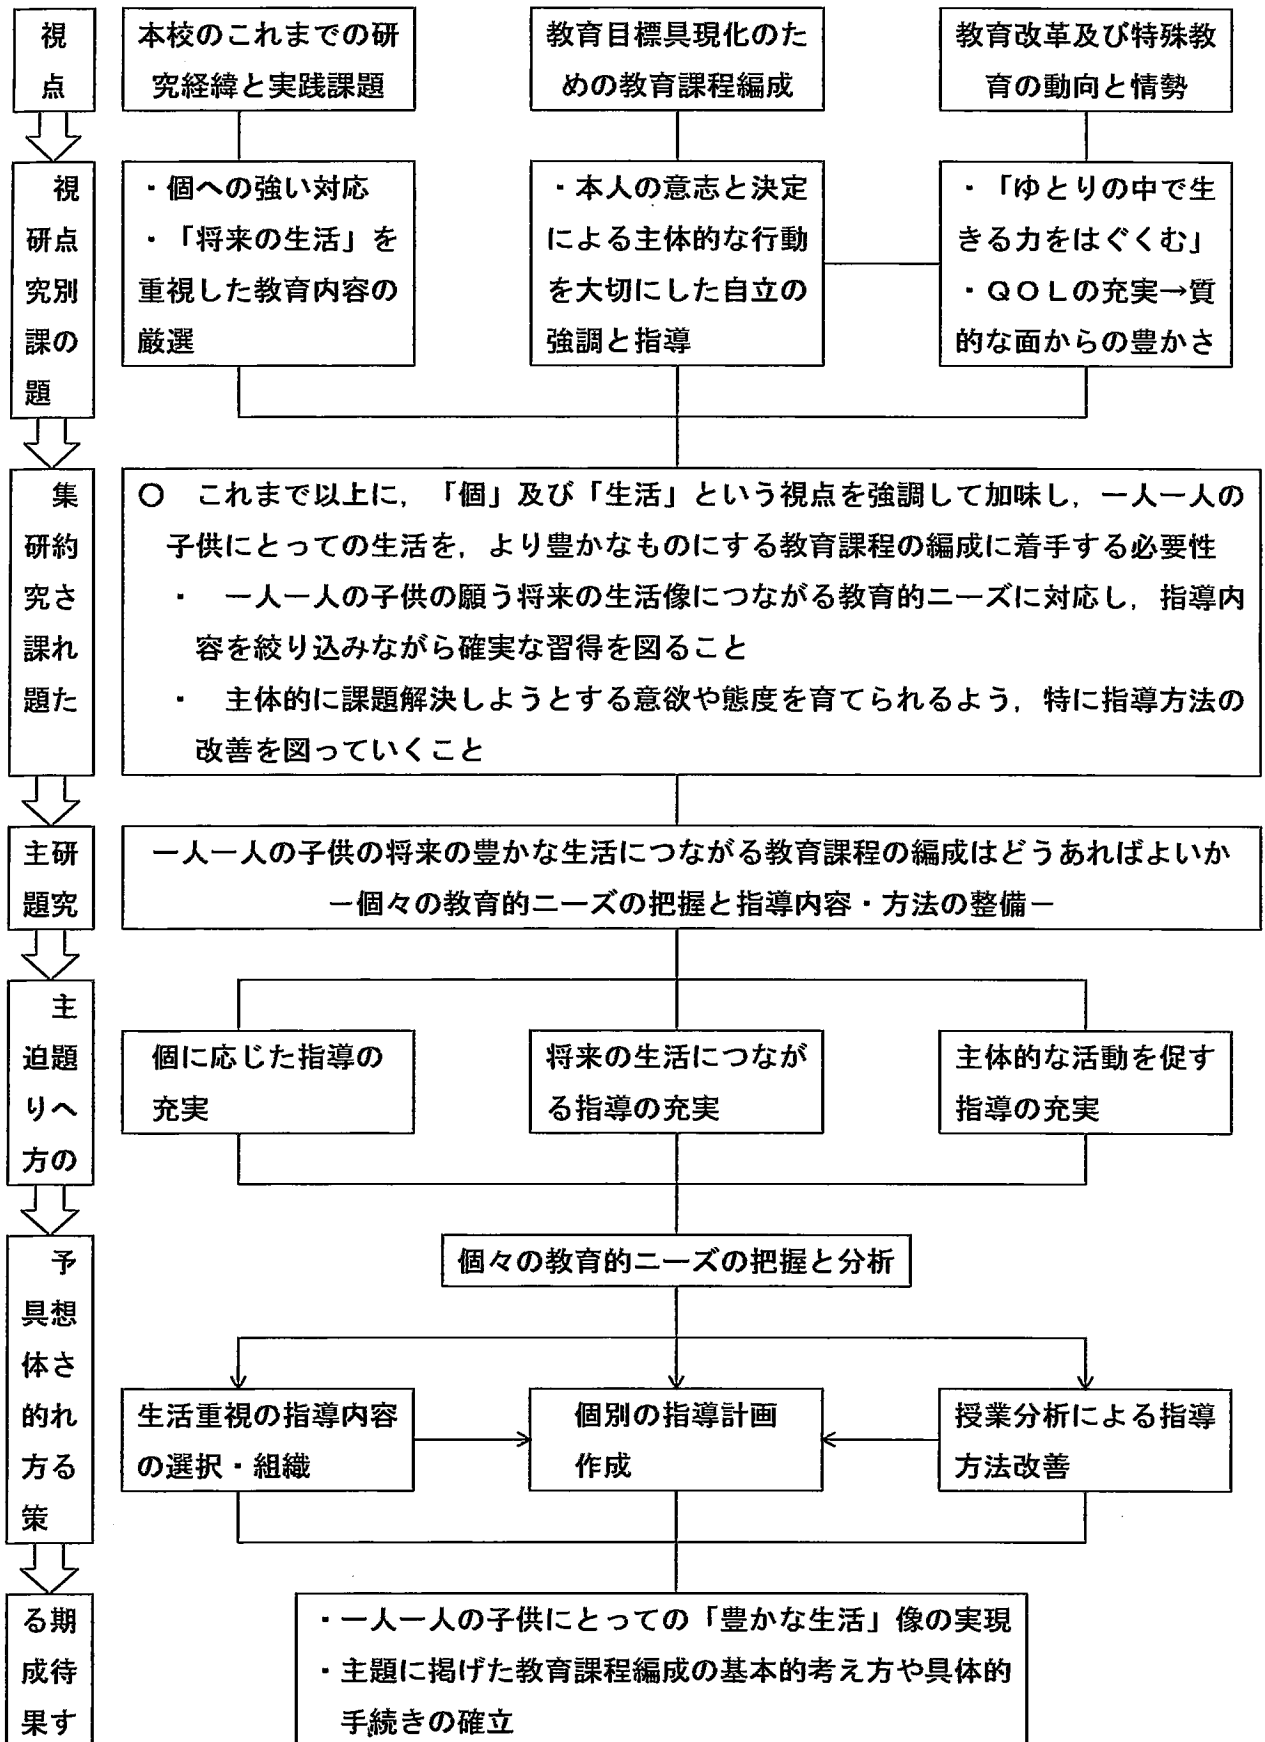 視点
本校のこれまでの研
究経緯と実践課題
教育目標具現化のた
めの教育課程編成
教育改革及び特殊教
育の動向と情勢
視点別の
研究課題
・個への強い対応
・「将来の生活」を
重視した教育内容の
厳選
・本人の意志と決定
による主体的な行動
を大切にした自立の
強調と指導
・「ゆとりの中で生
きる力をはぐくむ」
・ＱＯＬの充実→質
的な面からの豊かさ
集約された
研究課題
○　これまで以上に，「個」及び「生活」という視点を強調して加味し，一人一人の
子供にとっての生活を，より豊かなものにする教育課程の編成に着手する必要性
・　一人一人の子供の願う将来の生活像につながる教育的ニーズに対応し，指導内
容を絞り込みながら確実な習得を図ること
・　主体的に課題解決しようとする意欲や態度を育てられるよう，特に指導方法の
改善を図っていくこと
研究
主題
一人一人の子供の将来の豊かな生活につながる教育課程の編成はどうあればよいか
－個々の教育的ニーズの把握と指導内容・方法の整備－
主題への
迫り方
個に応じた指導の
充実
将来の生活につなが
る指導の充実
主体的な活動を促す
指導の充実
予想される
具体的方策
個々の教育的ニーズの把握と分析
生活重視の指導内容
の選択・組織
個別の指導計画
作成
授業分析による指導
方法改善
期待す
る成果
・一人一人の子供にとっての「豊かな生活」像の実現
・主題に掲げた教育課程編成の基本的考え方や具体的
手続きの確立